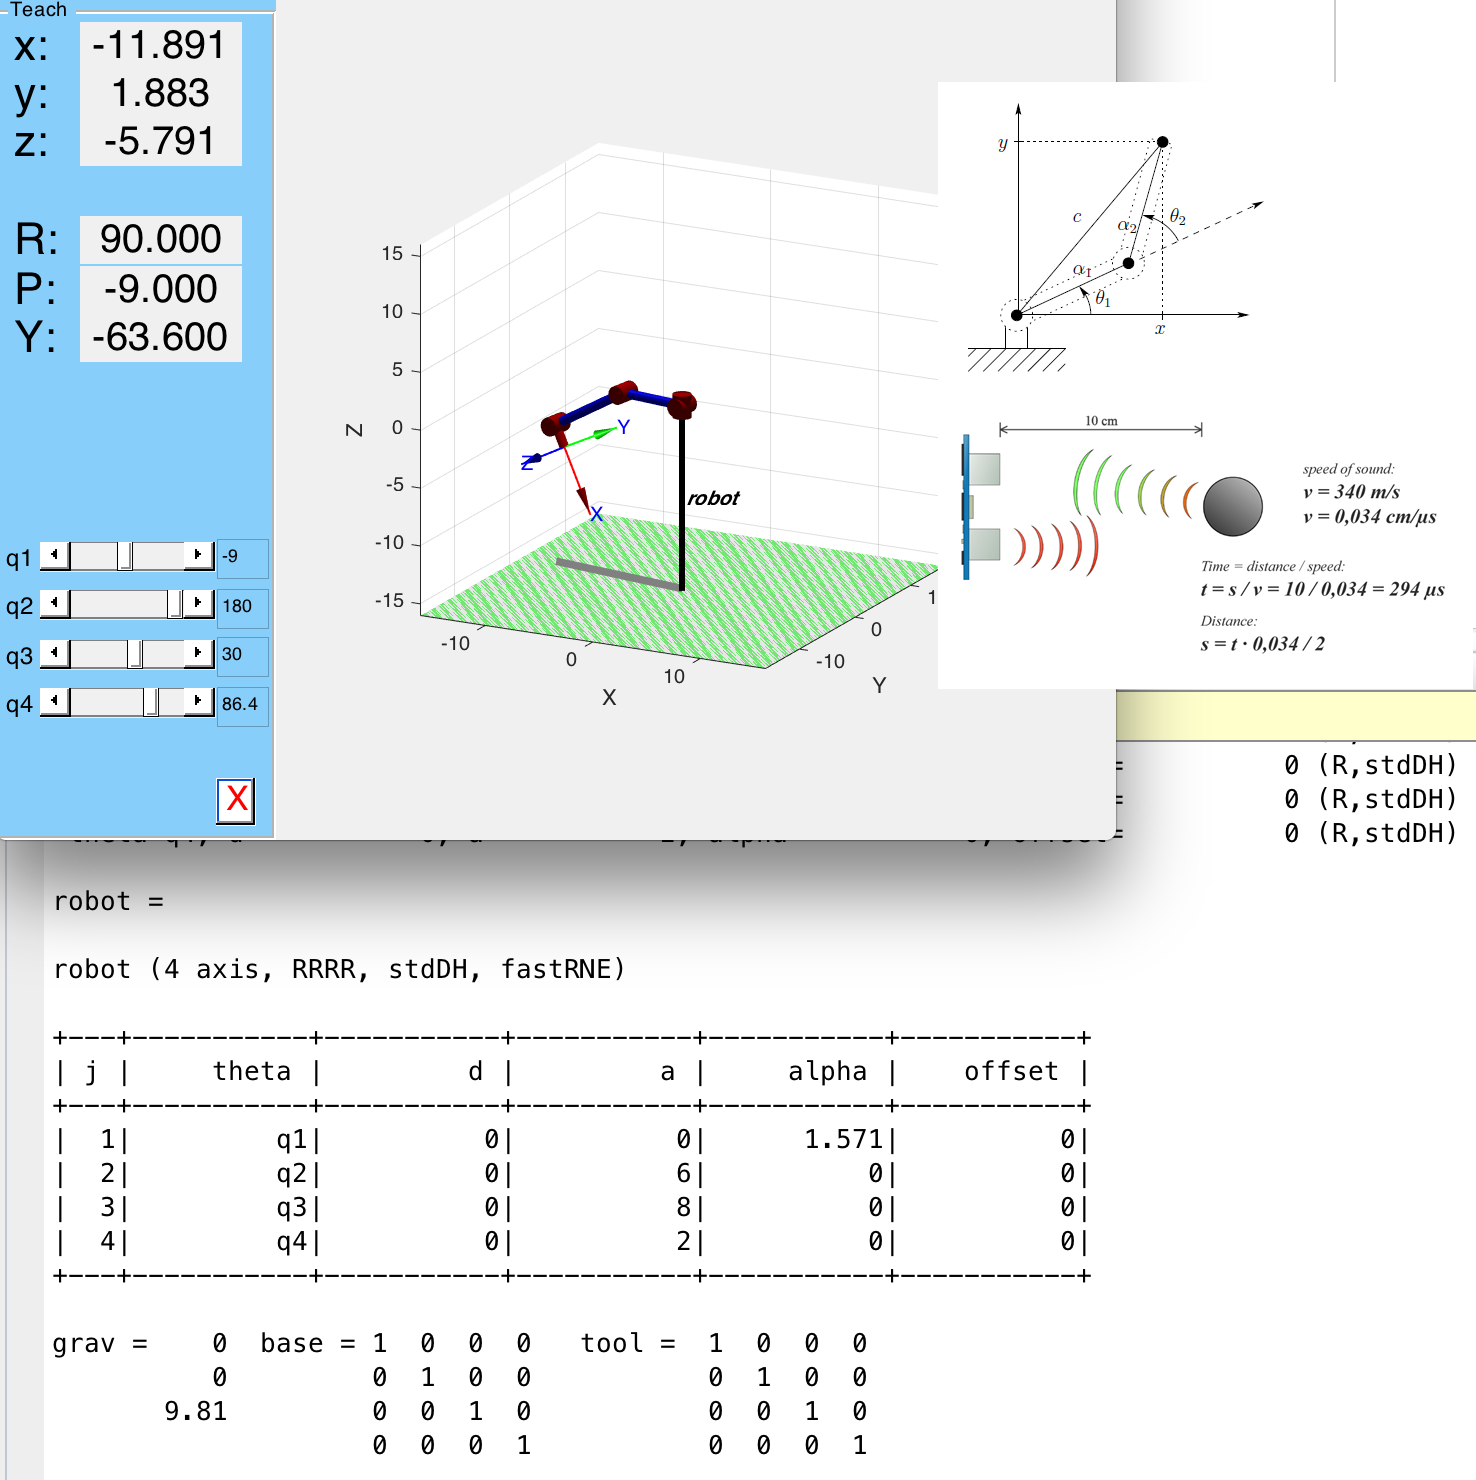 Teach
x: -11.891
y: 1.883
z: -5.791
R: 90.000
P: -9.000
Y: -63.600
q1 -9
q2 180
q3 30
q4 86.4
X
15
10
5
0
-5
-10
-15
Z
-10
0
10
X
-10
0
1
Y
robot
X
Y
Z
y
c
α2
θ2
α1
θ1
x
10 cm
speed of sound:
v = 340 m/s
v = 0,034 cm/µs
Time = distance / speed:
t = s / v = 10 / 0,034 = 294 µs
Distance:
s = t · 0,034 / 2
= 0 (R,stdDH)
= 0 (R,stdDH)
= 0 (R,stdDH)
robot =
robot (4 axis, RRRR, stdDH, fastRNE)
+---+-----------+-----------+-----------+-----------+-----------+
| j | theta | d | a | alpha | offset |
+---+-----------+-----------+-----------+-----------+-----------+
| 1| q1| 0| 0| 1.571| 0|
| 2| q2| 0| 6| 0| 0|
| 3| q3| 0| 8| 0| 0|
| 4| q4| 0| 2| 0| 0|
+---+-----------+-----------+-----------+-----------+-----------+
grav = 0 base = 1 0 0 0 tool = 1 0 0 0
0 0 1 0 0 0 1 0 0
9.81 0 0 1 0 0 0 1 0
0 0 0 1 0 0 0 1